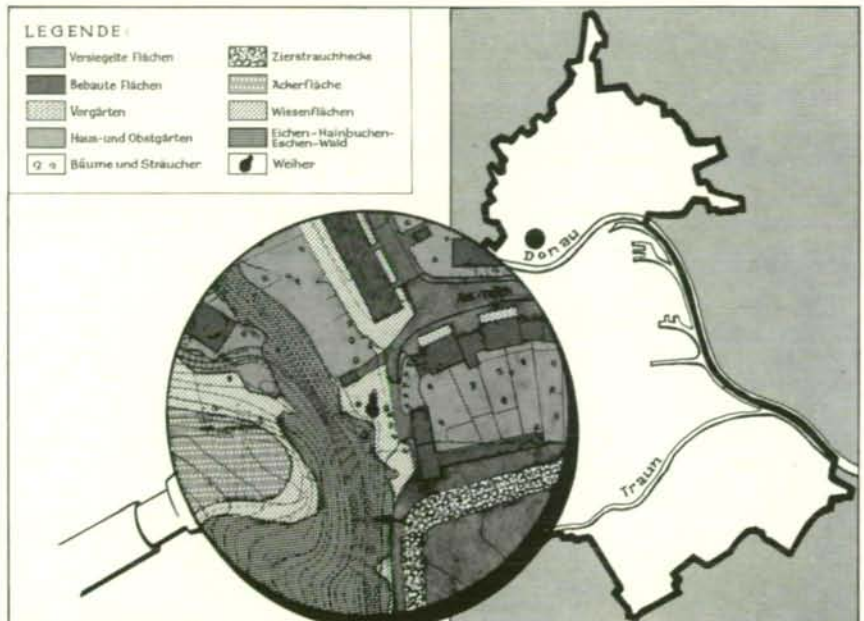 LEGENDE:
Versiegelte Flächen
Bebaute Flächen
Vorgärten
Haus- und Obstgärten
Bäume und Sträucher
Zierstrauchhecke
Ackerfläche
Wiesenflächen
Eichen-Hainbuchen-
Eschen-Wald
Weiher
Donau
Traun